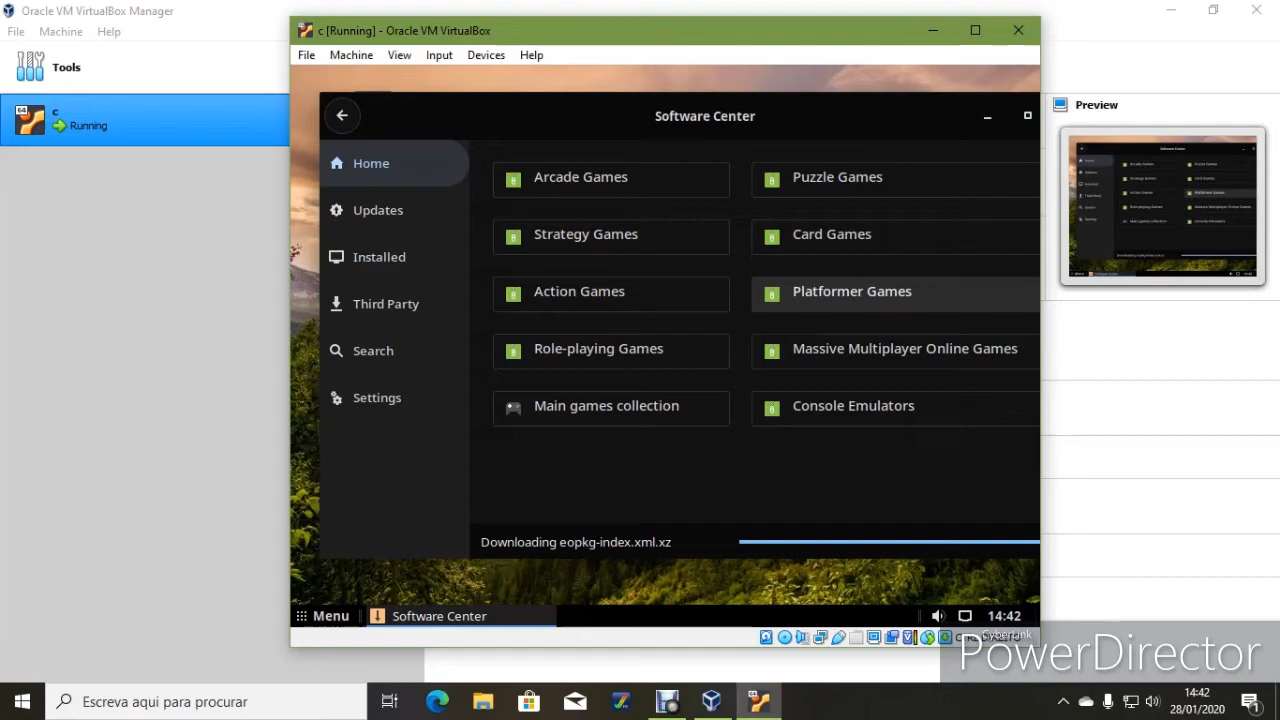 Oracle VM VirtualBox Manager
File Machine Help
Tools
64
c
Running
c [Running] - Oracle VM VirtualBox
File Machine View Input Devices Help
Software Center
Home
Updates
Installed
Third Party
Search
Settings
Arcade Games
Puzzle Games
Strategy Games
Card Games
Action Games
Platformer Games
Role-playing Games
Massive Multiplayer Online Games
Main games collection
Console Emulators
Downloading eopkg-index.xml.xz
Menu
Software Center
14:42
Preview
CyberLink
PowerDirector
Escreva aqui para procurar
14:42
28/01/2020
1